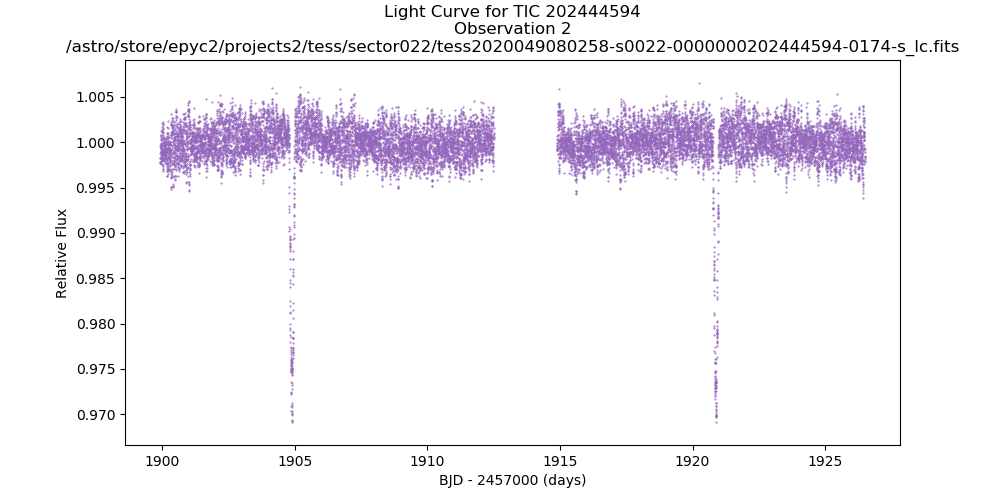 Light Curve for TIC 202444594
Observation 2
/astro/store/epyc2/projects2/tess/sector022/tess2020049080258-s0022-0000000202444594-0174-s_lc.fits
1.005
1.000
0.995
0.990
0.985
0.980
0.975
0.970
Relative Flux
1900
1905
1910
1915
1920
1925
BJD - 2457000 (days)